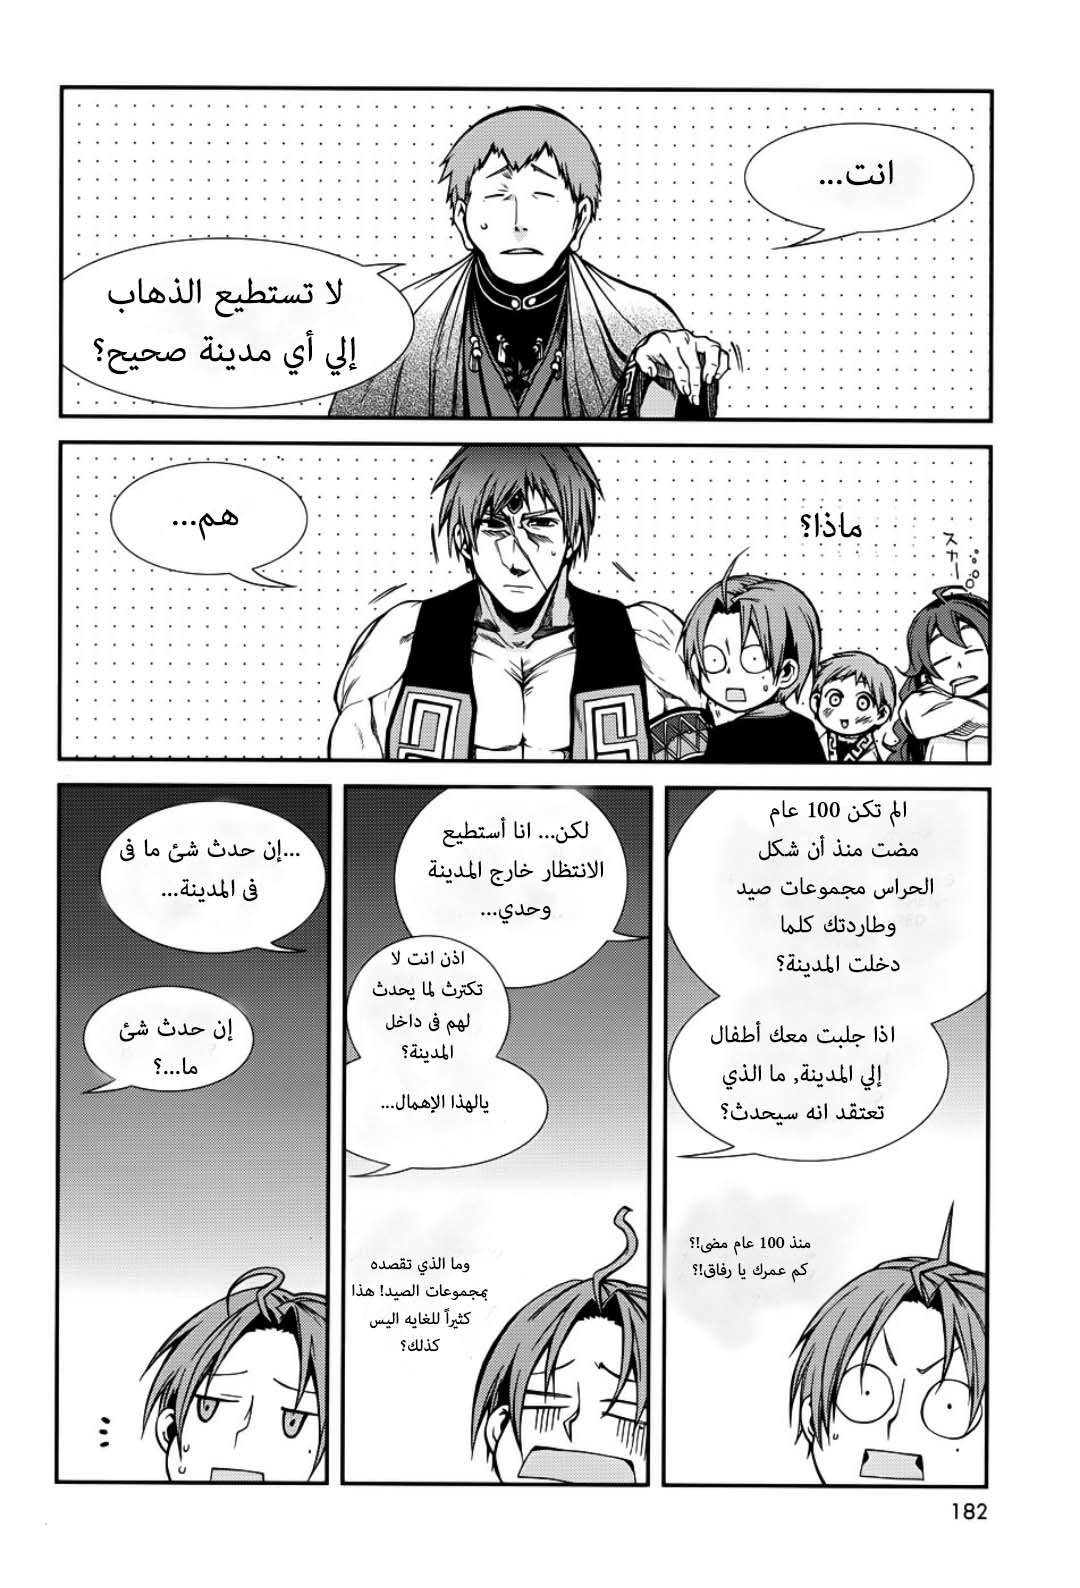 انت...
لا تستطيع الذهاب
إلي أي مدينة صحيح؟
ماذا؟
スカー
هم...
الم تكن 100 عام
مضت منذ أن شكل
الحراس مجموعات صيد
وطاردتك كلما
دخلت المدينة؟
اذا جلبت معك أطفال
إلي المدينة, ما الذي
تعتقد انه سيحدث؟
منذ 100 عام مضى!؟
كم عمرك يا رفاق!؟
لكن... انا أستطيع
الانتظار خارج المدينة
وحدي...
اذن انت لا
تكترث لما يحدث
لهم فى داخل
المدينة؟
يالهذا الإهمال...
وما الذي تقصده
بمجموعات الصيد! هذا
كثيراً للغايه اليس
كذلك؟
...إن حدث شئ ما فى
فى المدينة...
إن حدث شئ
ما...؟
182